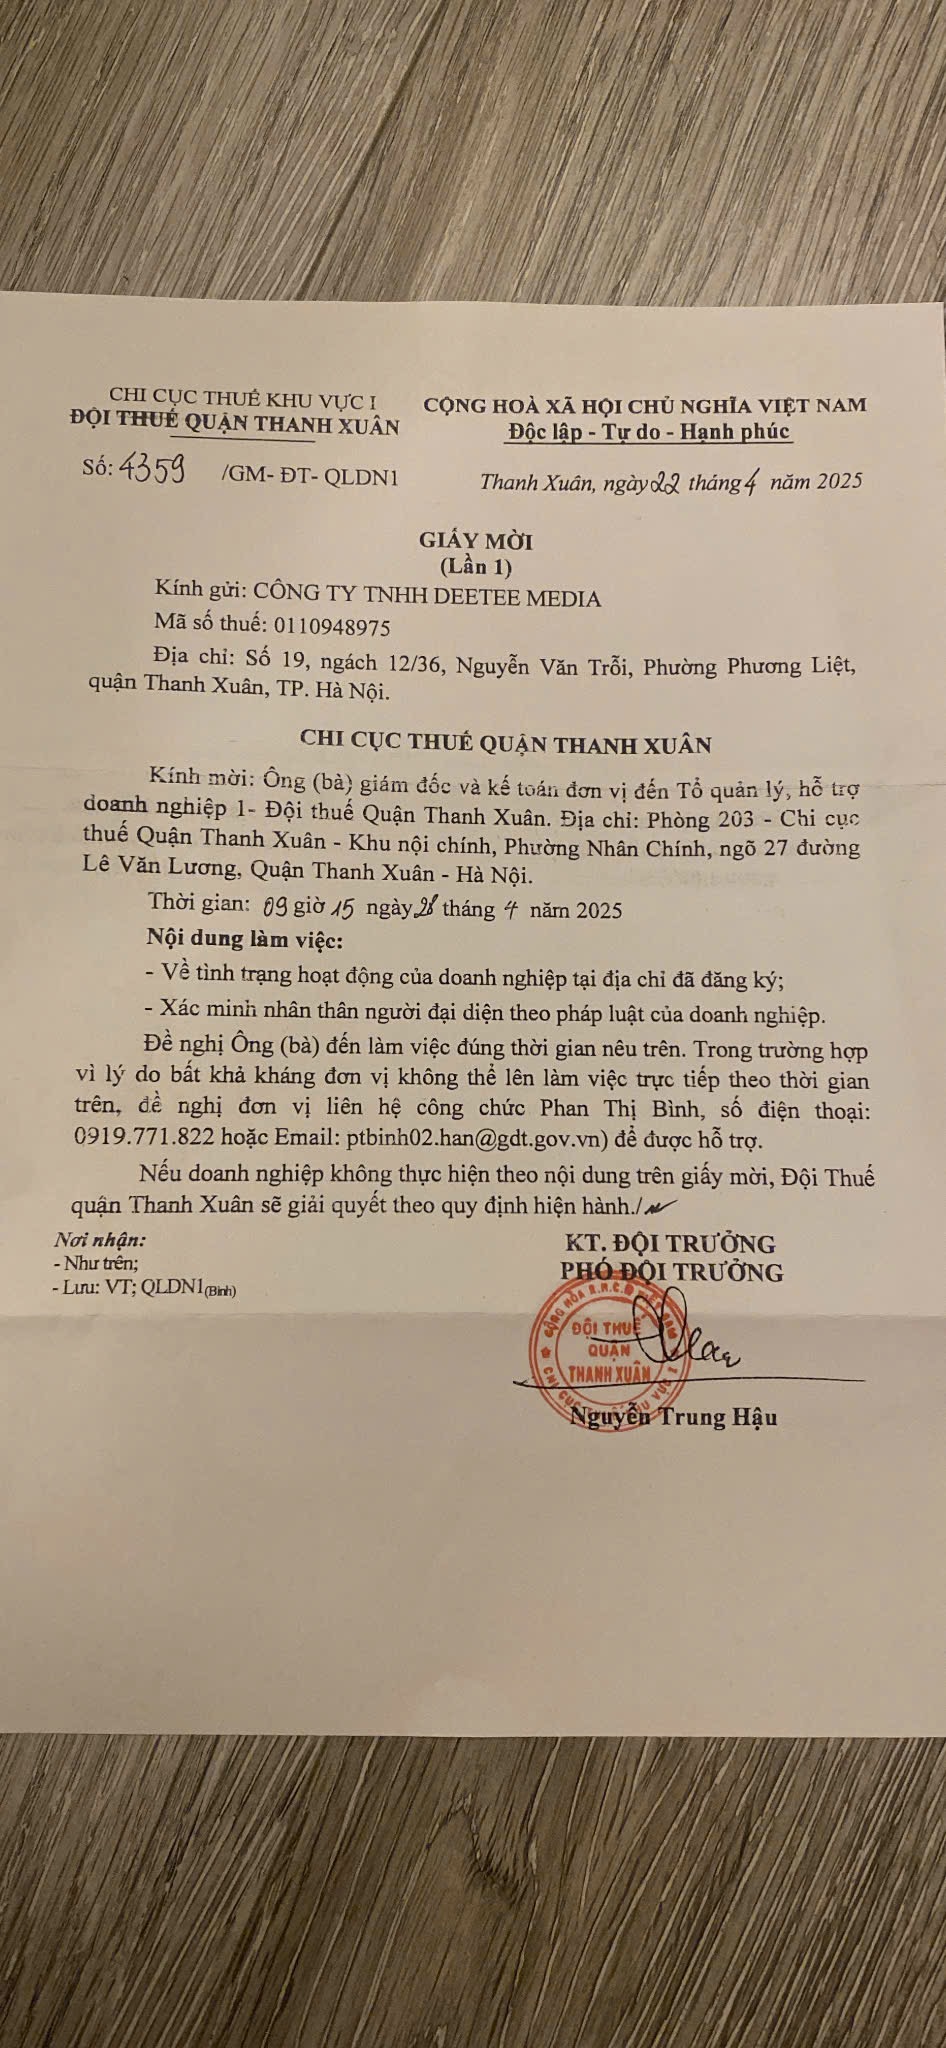 CHI CỤC THUẾ KHU VỰC I
ĐỘI THUẾ QUẬN THANH XUÂN
CỘNG HOÀ XÃ HỘI CHỦ NGHĨA VIỆT NAM
Độc lập - Tự do - Hạnh phúc
Số: 4359 /GM- ĐT- QLDN1
Thanh Xuân, ngày 22 tháng 4 năm 2025
GIẤY MỜI
(Lần 1)
Kính gửi: CÔNG TY TNHH DEETEE MEDIA
Mã số thuế: 0110948975
Địa chỉ: Số 19, ngách 12/36, Nguyễn Văn Trỗi, Phường Phương Liệt,
quận Thanh Xuân, TP. Hà Nội.
CHI CỤC THUẾ QUẬN THANH XUÂN
Kính mời: Ông (bà) giám đốc và kế toán đơn vị đến Tổ quản lý, hỗ trợ
doanh nghiệp 1- Đội thuế Quận Thanh Xuân. Địa chỉ: Phòng 203 - Chi cục
thuế Quận Thanh Xuân - Khu nội chính, Phường Nhân Chính, ngõ 27 đường
Lê Văn Lương, Quận Thanh Xuân - Hà Nội.
Thời gian: 09 giờ 15 ngày 28 tháng 4 năm 2025
Nội dung làm việc:
- Về tình trạng hoạt động của doanh nghiệp tại địa chỉ đã đăng ký;
- Xác minh nhân thân người đại diện theo pháp luật của doanh nghiệp.
Đề nghị Ông (bà) đến làm việc đúng thời gian nêu trên. Trong trường hợp
vì lý do bất khả kháng đơn vị không thể lên làm việc trực tiếp theo thời gian
trên, đề nghị đơn vị liên hệ công chức Phan Thị Bình, số điện thoại:
0919.771.822 hoặc Email: ptbinh02.han@gdt.gov.vn) để được hỗ trợ.
Nếu doanh nghiệp không thực hiện theo nội dung trên giấy mời, Đội Thuế
quận Thanh Xuân sẽ giải quyết theo quy định hiện hành./
Nơi nhận:
- Như trên;
- Lưu: VT; QLDN1(Bình)
KT. ĐỘI TRƯỞNG
PHÓ ĐỘI TRƯỞNG
CỘNG HÒA X.H.C.N VIỆT NAM
ĐỘI THUẾ
QUẬN
THANH XUÂN
CHI CỤC THUẾ KHU VỰC I
Nguyễn Trung Hậu